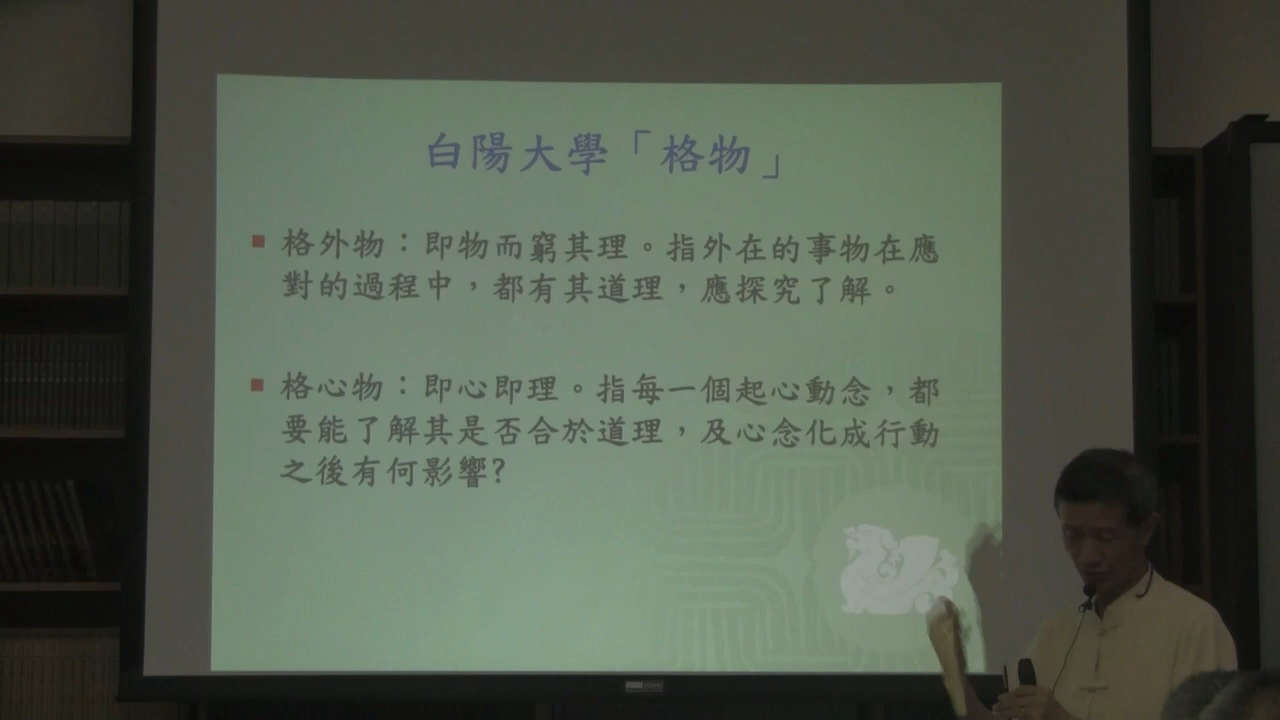 白陽大學「格物」
格外物：即物而窮其理。指外在的事物在應
對的過程中，都有其道理，應探究了解。
格心物：即心即理。指每一個起心動念，都
要能了解其是否合於道理，及心念化成行動
之後有何影響?